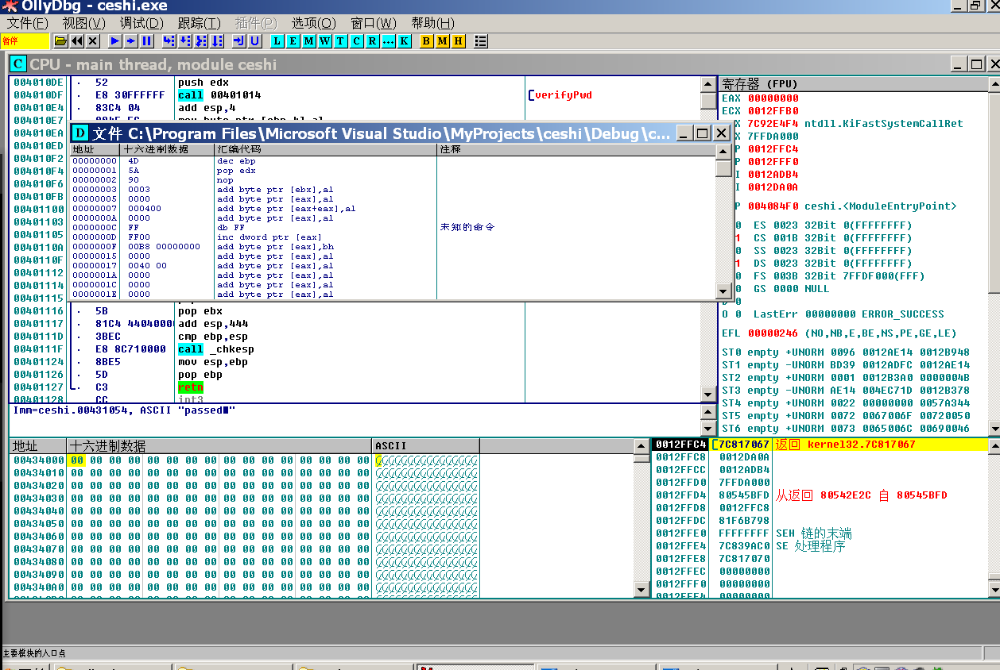 OllyDbg - ceshi.exe
文件(F) 视图(V) 调试(D) 跟踪(T) 插件(P) 选项(O) 窗口(W) 帮助(H)
暂停 L E M W T C R ... K B M H
C CPU - main thread, module ceshi
004010DE 52 push edx
004010DF E8 30FFFFFF call 00401014 verifyPwd
004010E4 83C4 04 add esp,4
004010E7
004010EA
004010ED
004010F2
004010F4
004010F6
004010FB
00401100
00401103
00401105
0040110A
0040110F
00401112
00401114
00401115
D 文件 C:\Program Files\Microsoft Visual Studio\MyProjects\ceshi\Debug\c...
地址 十六进制数据 汇编代码 注释
00000000 4D dec ebp
00000001 5A pop edx
00000002 90 nop
00000003 0003 add byte ptr [ebx],al
00000005 0000 add byte ptr [eax],al
00000007 000400 add byte ptr [eax+eax],al
0000000A 0000 add byte ptr [eax],al
0000000C FF db FF 未知的命令
0000000D FF00 inc dword ptr [eax]
0000000F 00B8 00000000 add byte ptr [eax],bh
00000015 0000 add byte ptr [eax],al
00000017 0040 00 add byte ptr [eax],al
0000001A 0000 add byte ptr [eax],al
0000001C 0000 add byte ptr [eax],al
0000001E 0000 add byte ptr [eax],al
00401116 5B pop ebx
00401117 81C4 44040000 add esp,444
0040111D 3BEC cmp ebp,esp
0040111F E8 8C710000 call _chkesp
00401124 8BE5 mov esp,ebp
00401126 5D pop ebp
00401127 C3 retn
00401128 CC int3
Imm=ceshi.00431054, ASCII "passed■"
寄存器 (FPU)
EAX 00000000
ECX 0012FFB0
X 7C92E4F4 ntdll.KiFastSystemCallRet
X 7FFDA000
P 0012FFC4
P 0012FFF0
I 0012ADB4
I 0012DA0A
P 004084F0 ceshi.<ModuleEntryPoint>
0 ES 0023 32Bit 0(FFFFFFFF)
1 CS 001B 32Bit 0(FFFFFFFF)
0 SS 0023 32Bit 0(FFFFFFFF)
1 DS 0023 32Bit 0(FFFFFFFF)
0 FS 003B 32Bit 7FFDF000(FFF)
0 GS 0000 NULL
D 0
O 0 LastErr 00000000 ERROR_SUCCESS
EFL 00000246 (NO,NB,E,BE,NS,PE,GE,LE)
ST0 empty +UNORM 0096 0012AE14 0012B948
ST1 empty -UNORM BD39 0012ADFC 0012AE14
ST2 empty +UNORM 0001 0012B3A0 0000004B
ST3 empty -UNORM AE14 004EC71D 0012B378
ST4 empty +UNORM 0022 00000000 0057A344
ST5 empty +UNORM 0072 0067006F 00720050
ST6 empty +UNORM 0073 0065006C 00690046
地址 十六进制数据 ASCII
00434000 00 00 00 00 00 00 00 00 00 00 00 00 00 00 00 00 @@@@@@@@@@@@@@@@
00434010 00 00 00 00 00 00 00 00 00 00 00 00 00 00 00 00 @@@@@@@@@@@@@@@@
00434020 00 00 00 00 00 00 00 00 00 00 00 00 00 00 00 00 @@@@@@@@@@@@@@@@
00434030 00 00 00 00 00 00 00 00 00 00 00 00 00 00 00 00 @@@@@@@@@@@@@@@@
00434040 00 00 00 00 00 00 00 00 00 00 00 00 00 00 00 00 @@@@@@@@@@@@@@@@
00434050 00 00 00 00 00 00 00 00 00 00 00 00 00 00 00 00 @@@@@@@@@@@@@@@@
00434060 00 00 00 00 00 00 00 00 00 00 00 00 00 00 00 00 @@@@@@@@@@@@@@@@
00434070 00 00 00 00 00 00 00 00 00 00 00 00 00 00 00 00 @@@@@@@@@@@@@@@@
00434080 00 00 00 00 00 00 00 00 00 00 00 00 00 00 00 00 @@@@@@@@@@@@@@@@
00434090 00 00 00 00 00 00 00 00 00 00 00 00 00 00 00 00 @@@@@@@@@@@@@@@@
004340A0 00 00 00 00 00 00 00 00 00 00 00 00 00 00 00 00 @@@@@@@@@@@@@@@@
0012FFC4 7C817067 返回 kernel32.7C817067
0012FFC8 0012DA0A
0012FFCC 0012ADB4
0012FFD0 7FFDA000
0012FFD4 80545BFD 从返回 80542E2C 自 80545BFD
0012FFD8 0012FFC8
0012FFDC 81F6B798
0012FFE0 FFFFFFFF SEH 链的末端
0012FFE4 7C839AC0 SE 处理程序
0012FFE8 7C817070
0012FFEC 00000000
0012FFF0 00000000
0012FFF4 00000000
主要模块的入口点